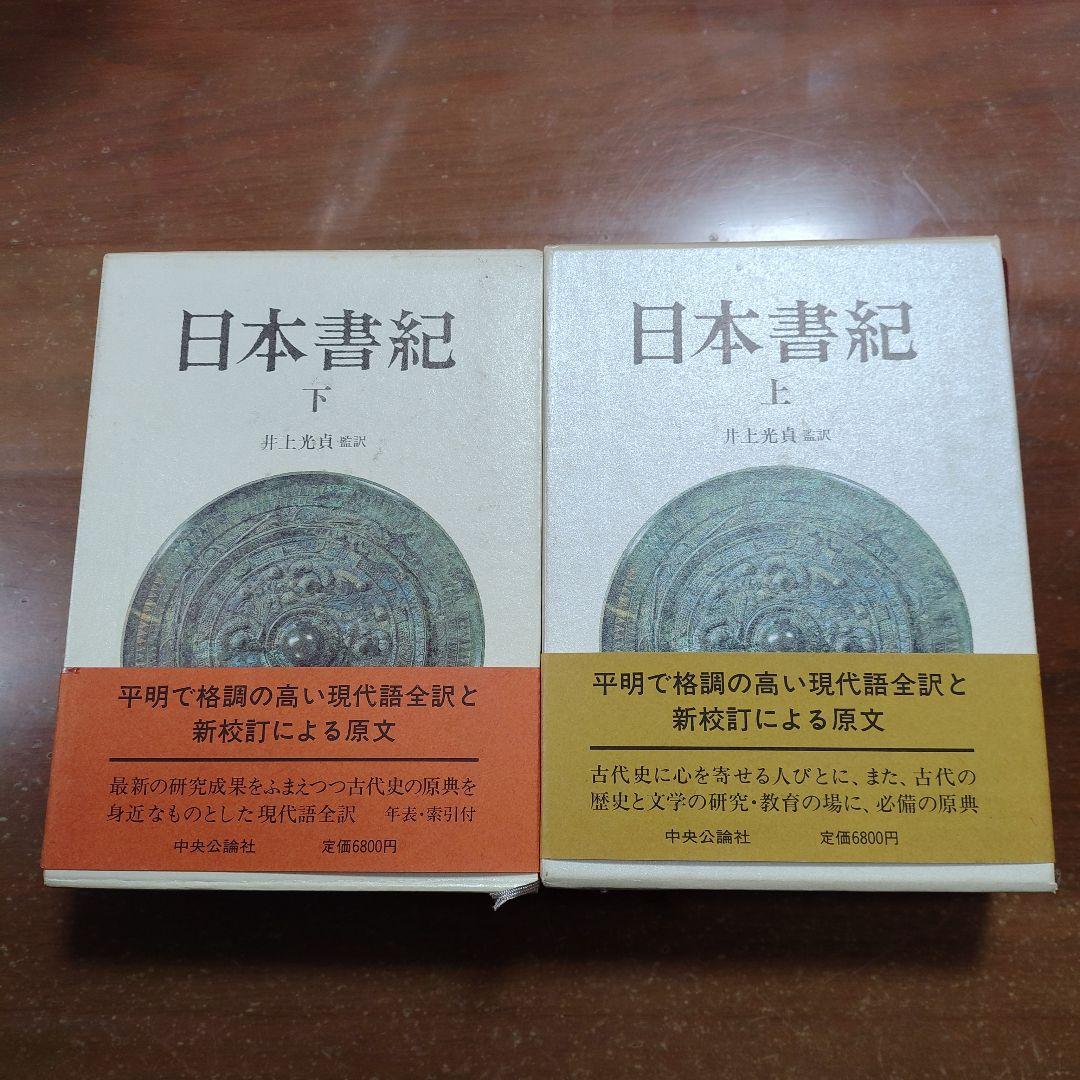 日本書紀
下
井上光貞 監訳
平明で格調の高い現代語全訳と
新校訂による原文
最新の研究成果をふまえつつ古代史の原典を
身近なものとした現代語全訳 年表・索引付
中央公論社 定価6800円
日本書紀
上
井上光貞 監訳
平明で格調の高い現代語全訳と
新校訂による原文
古代史に心を寄せる人びとに、また、古代の
歴史と文学の研究・教育の場に、必備の原典
中央公論社 定価6800円